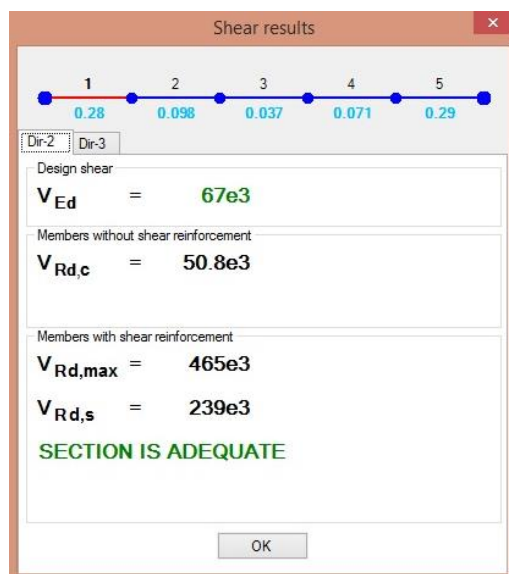 Shear results
×
1 2 3 4 5
0.28 0.098 0.037 0.071 0.29
Dir-2 Dir-3
Design shear
VEd = 67e3
Members without shear reinforcement
VRd,c = 50.8e3
Members with shear reinforcement
VRd,max = 465e3
VRd,s = 239e3
SECTION IS ADEQUATE
OK